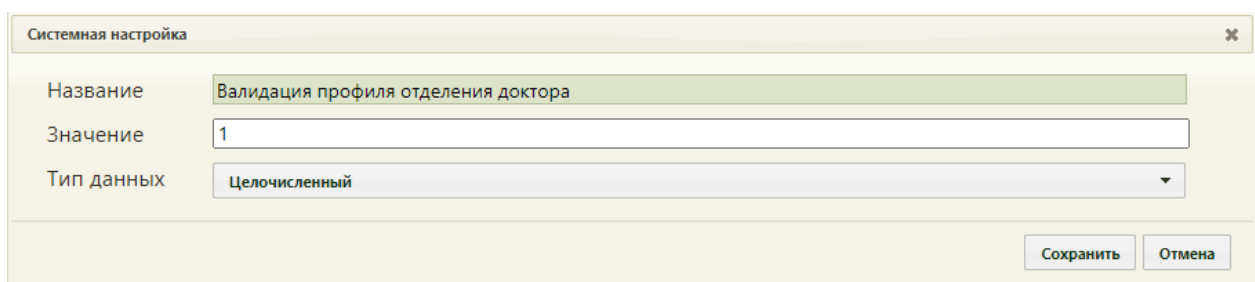 Системная настройка
Название Валидация профиля отделения доктора
Значение 1
Тип данных Целочисленный
Сохранить Отмена